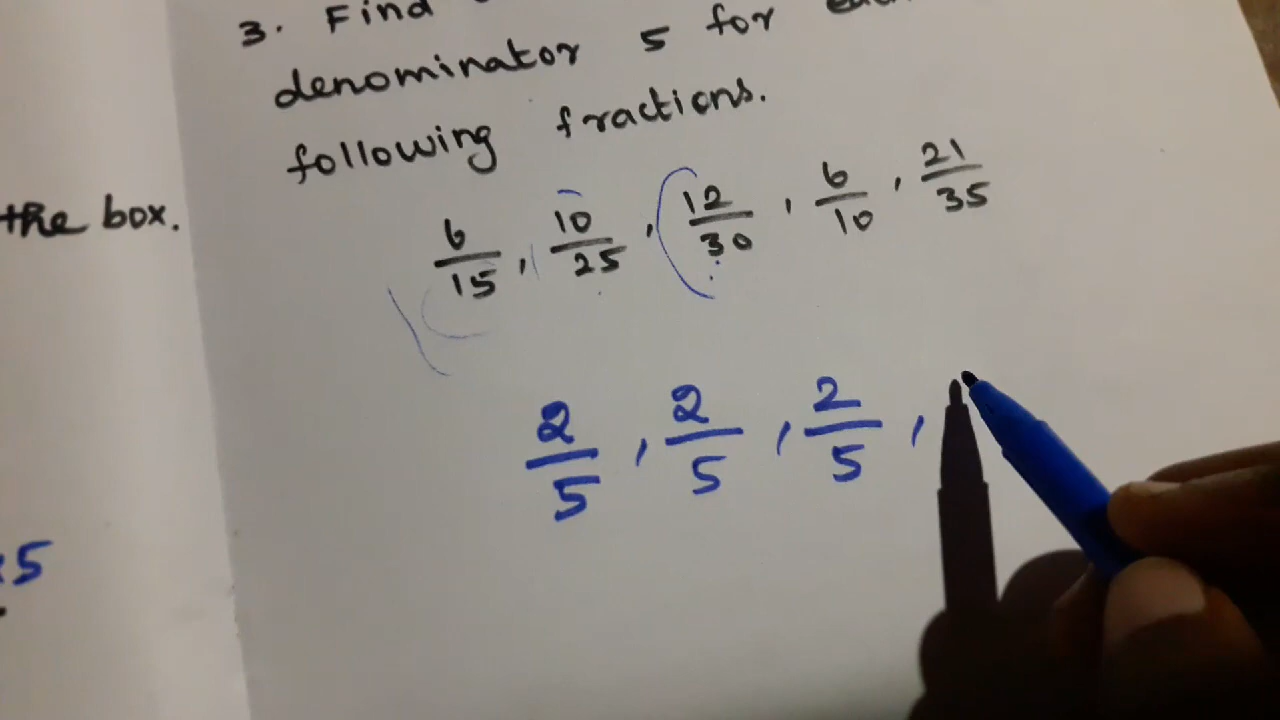 3. Find
denominator 5 for
following fractions.
the box.
6/15, 10/25, 12/30, 6/10, 21/35
2/5, 2/5, 2/5,
5